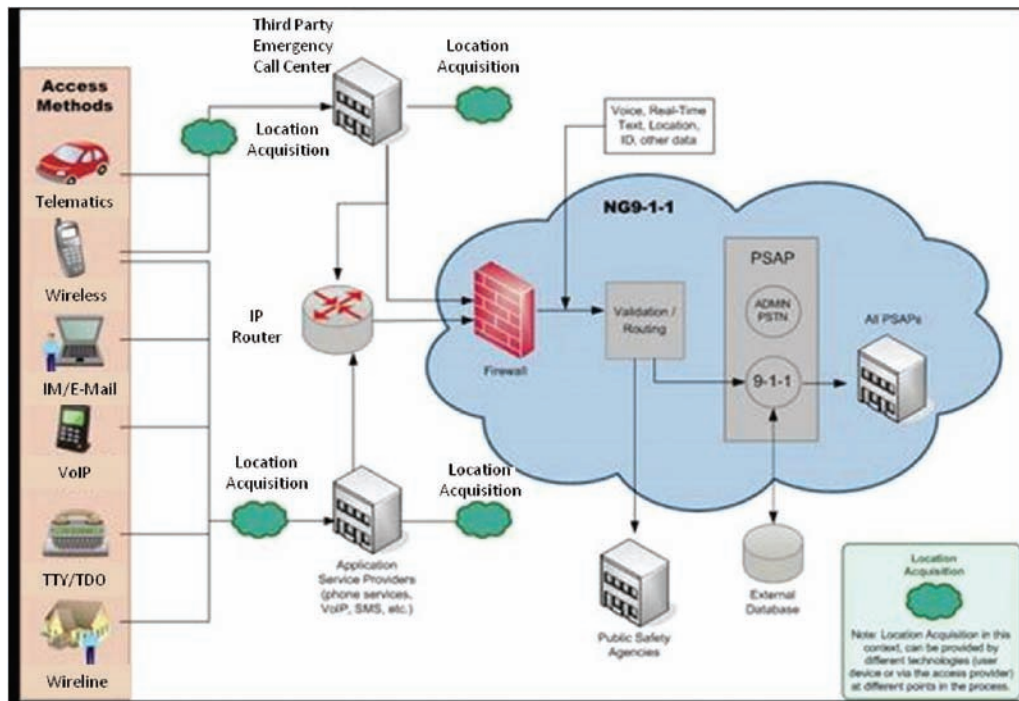 Access
Methods
Telematics
Wireless
IM/E-Mail
VoIP
TTY/TDO
Wireline
Third Party
Emergency
Call Center
Location
Acquisition
Location
Acquisition
Voice, Real-Time
Text, Location,
ID, other data
NG9-1-1
IP
Router
Firewall
Validation /
Routing
PSAP
ADMIN
PSTN
9-1-1
All PSAPs
Location
Acquisition
Location
Acquisition
Application
Service Providers
(phone services,
VoIP, SMS, etc.)
Public Safety
Agencies
External
Database
Location
Acquisition
Note: Location Acquisition in this
context, can be provided by
different technologies (user
device or via the access provider)
at different points in the process.